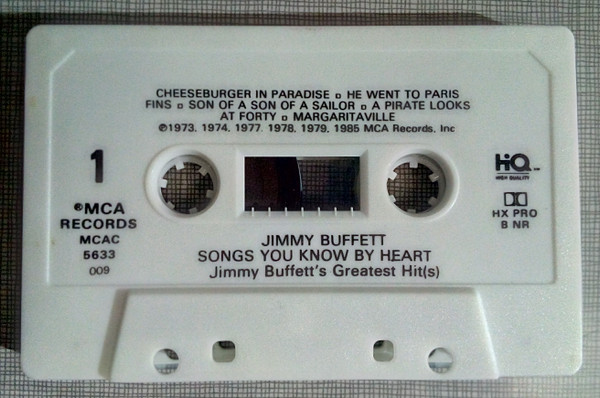 CHEESEBURGER IN PARADISE ▫ HE WENT TO PARIS
FINS ▫ SON OF A SON OF A SAILOR ▫ A PIRATE LOOKS
AT FORTY ▫ MARGARITAVILLE
℗1973, 1974, 1977, 1978, 1979, 1985 MCA Records, Inc
1
®MCA
RECORDS
MCAC
5633
009
HiQ
HIGH QUALITY
HX PRO
B NR
JIMMY BUFFETT
SONGS YOU KNOW BY HEART
Jimmy Buffett's Greatest Hit(s)